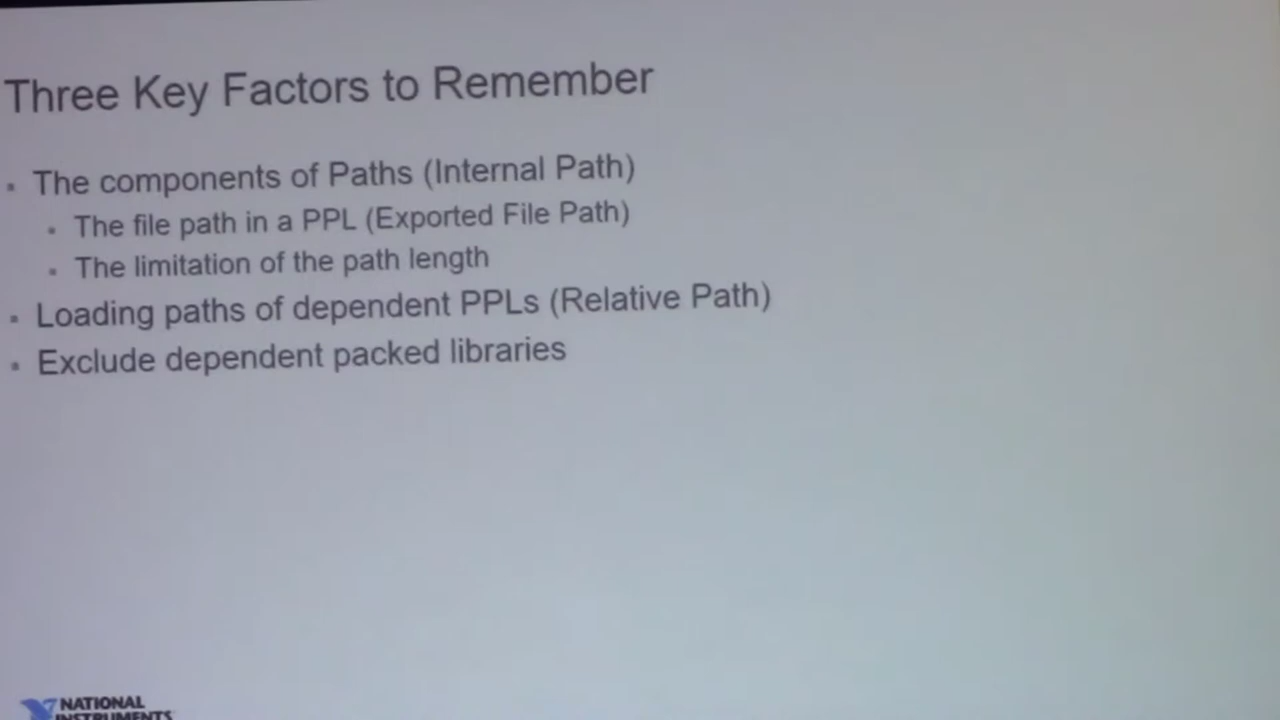 Three Key Factors to Remember
The components of Paths (Internal Path)
The file path in a PPL (Exported File Path)
The limitation of the path length
Loading paths of dependent PPLs (Relative Path)
Exclude dependent packed libraries
NATIONAL
INSTRUMENTS